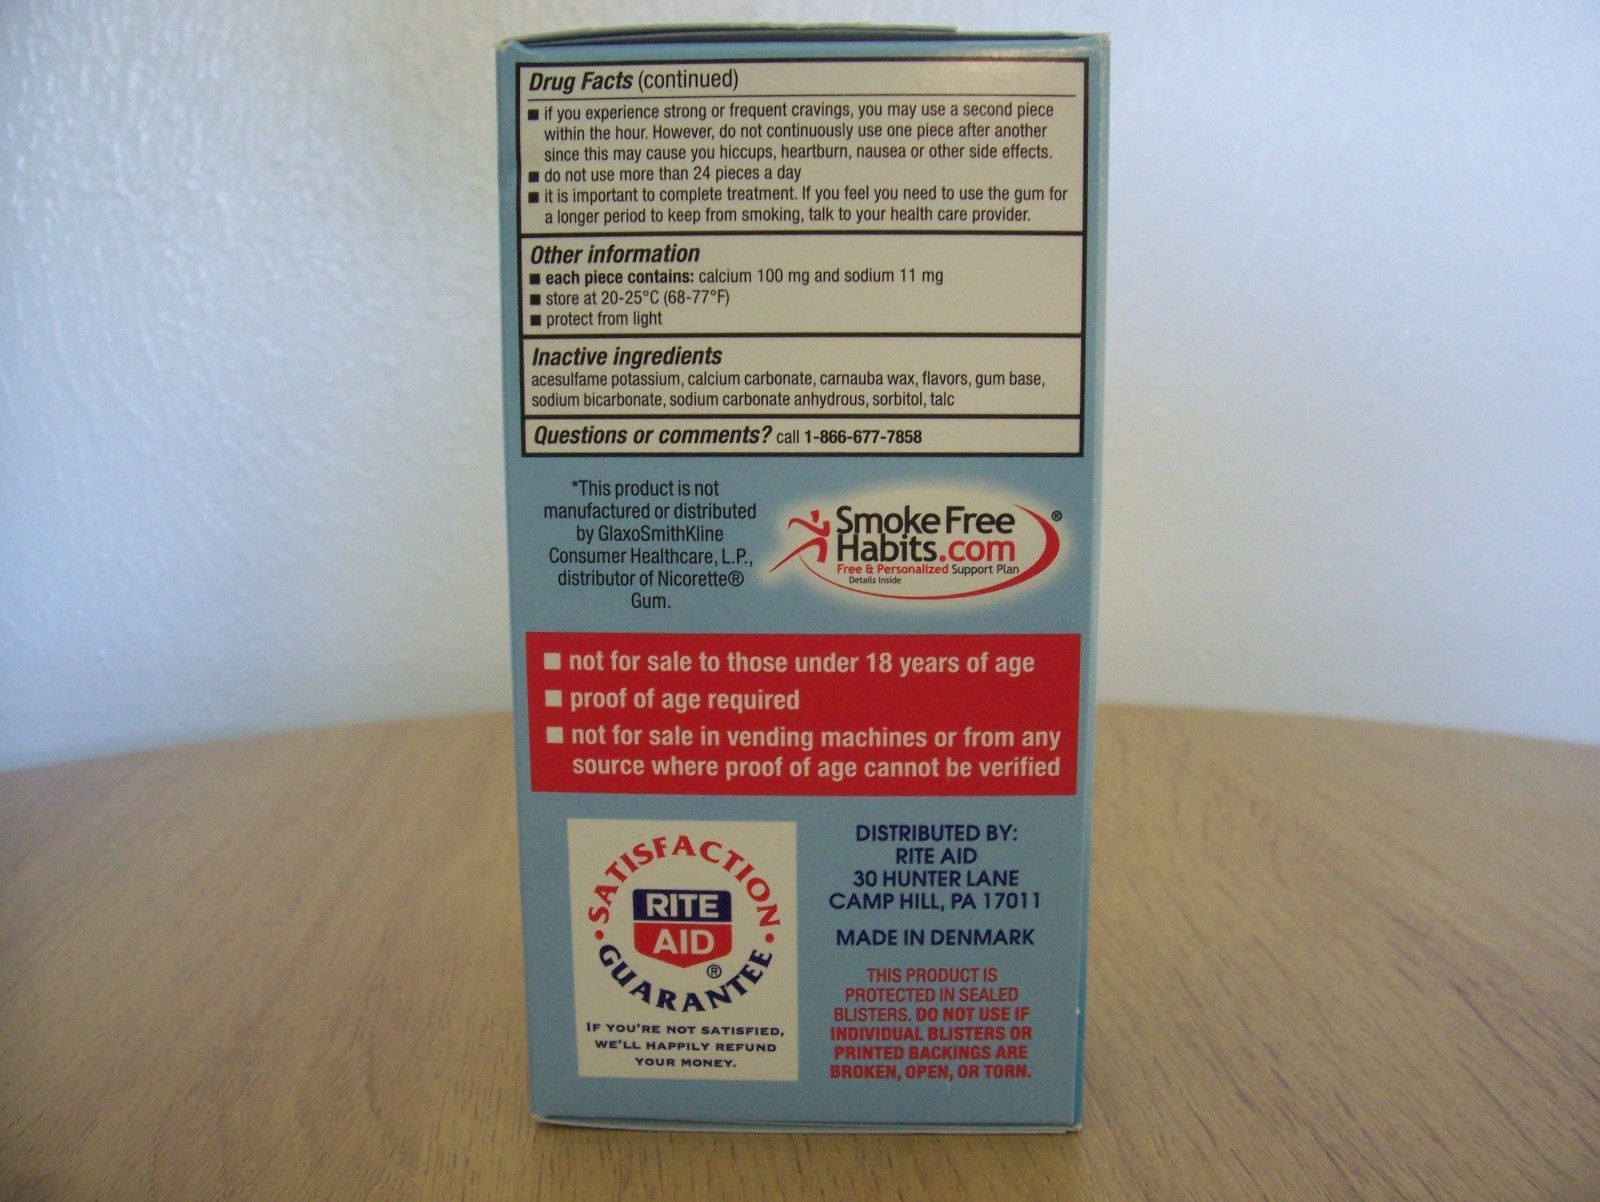 Drug Facts (continued)
■ if you experience strong or frequent cravings, you may use a second piece
within the hour. However, do not continuously use one piece after another
since this may cause you hiccups, heartburn, nausea or other side effects.
■ do not use more than 24 pieces a day
■ it is important to complete treatment. If you feel you need to use the gum for
a longer period to keep from smoking, talk to your health care provider.
Other information
■ each piece contains: calcium 100 mg and sodium 11 mg
■ store at 20-25°C (68-77°F)
■ protect from light
Inactive ingredients
acesulfame potassium, calcium carbonate, carnauba wax, flavors, gum base,
sodium bicarbonate, sodium carbonate anhydrous, sorbitol, talc
Questions or comments? call 1-866-677-7858
*This product is not
manufactured or distributed
by GlaxoSmithKline
Consumer Healthcare, L.P.,
distributor of Nicorette®
Gum.
Smoke Free ®
Habits.com
Free & Personalized Support Plan
Details Inside
■ not for sale to those under 18 years of age
■ proof of age required
■ not for sale in vending machines or from any
source where proof of age cannot be verified
• SATISFACTION •
RITE
AID
®
GUARANTEE
IF YOU'RE NOT SATISFIED,
WE'LL HAPPILY REFUND
YOUR MONEY.
DISTRIBUTED BY:
RITE AID
30 HUNTER LANE
CAMP HILL, PA 17011
MADE IN DENMARK
THIS PRODUCT IS
PROTECTED IN SEALED
BLISTERS. DO NOT USE IF
INDIVIDUAL BLISTERS OR
PRINTED BACKINGS ARE
BROKEN, OPEN, OR TORN.